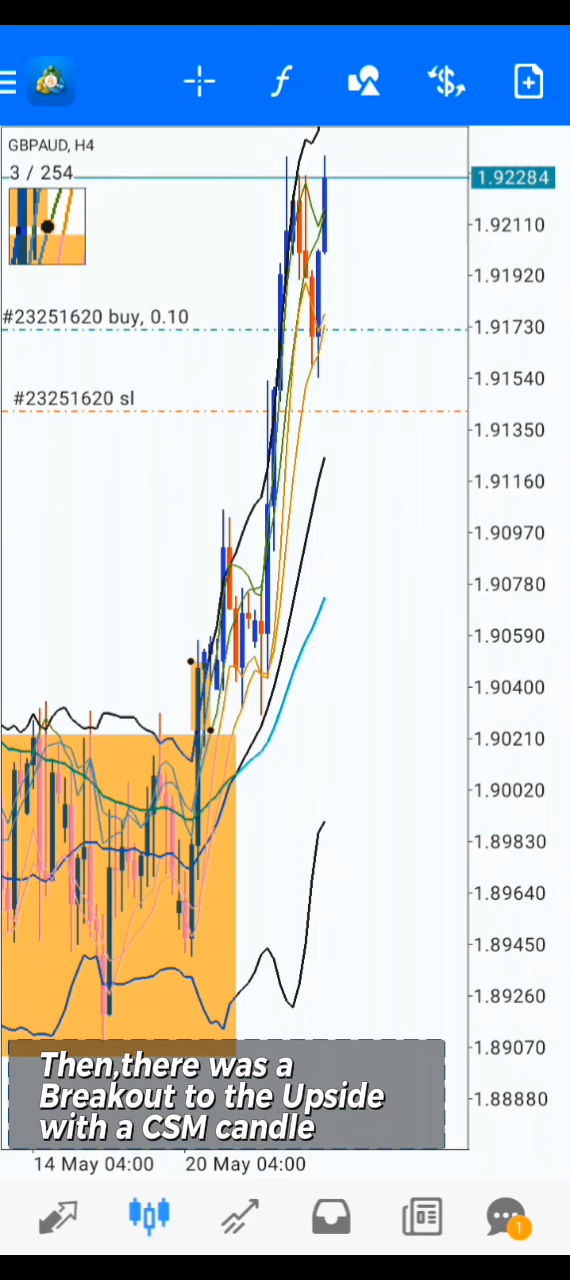 GBPAUD, H4
3 / 254
1.92284
1.92110
1.91920
#23251620 buy, 0.10
1.91730
#23251620 sl
1.91540
1.91350
1.91160
1.90970
1.90780
1.90590
1.90400
1.90210
1.90020
1.89830
1.89640
1.89450
1.89260
1.89070
1.88880
Then,there was a
Breakout to the Upside
with a CSM candle
14 May 04:00
20 May 04:00
1